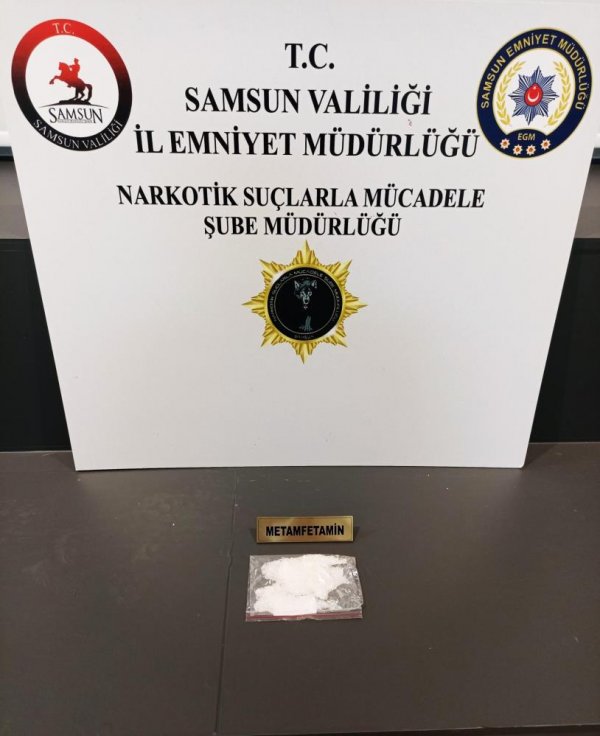 T.C.
SAMSUN
SAMSUN VALİLİĞİ
T.C.
SAMSUN VALİLİĞİ
İL EMNİYET MÜDÜRLÜĞÜ
NARKOTİK SUÇLARLA MÜCADELE
ŞUBE MÜDÜRLÜĞÜ
SAMSUN EMNİYET MÜDÜRLÜĞÜ
EGM
METAMFETAMİN